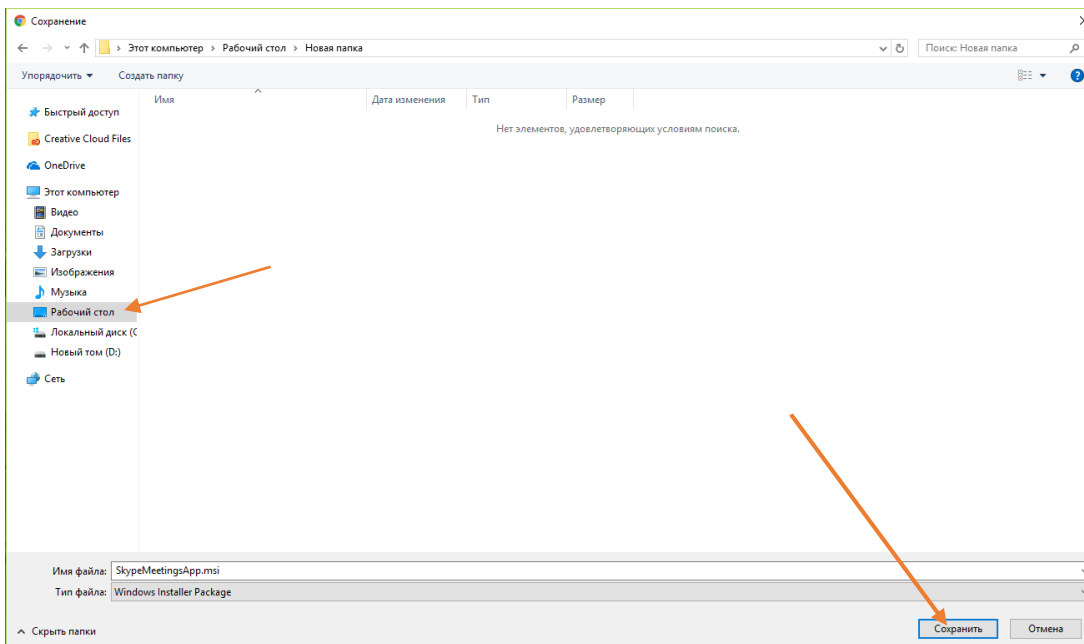 Сохранение
Этот компьютер > Рабочий стол > Новая папка
Поиск: Новая папка
Упорядочить Создать папку
Имя Дата изменения Тип Размер
Нет элементов, удовлетворяющих условиям поиска.
Быстрый доступ
Creative Cloud Files
OneDrive
Этот компьютер
Видео
Документы
Загрузки
Изображения
Музыка
Рабочий стол
Локальный диск (C
Новый том (D:)
Сеть
Имя файла: SkypeMeetingsApp.msi
Тип файла: Windows Installer Package
Скрыть папки
Сохранить Отмена